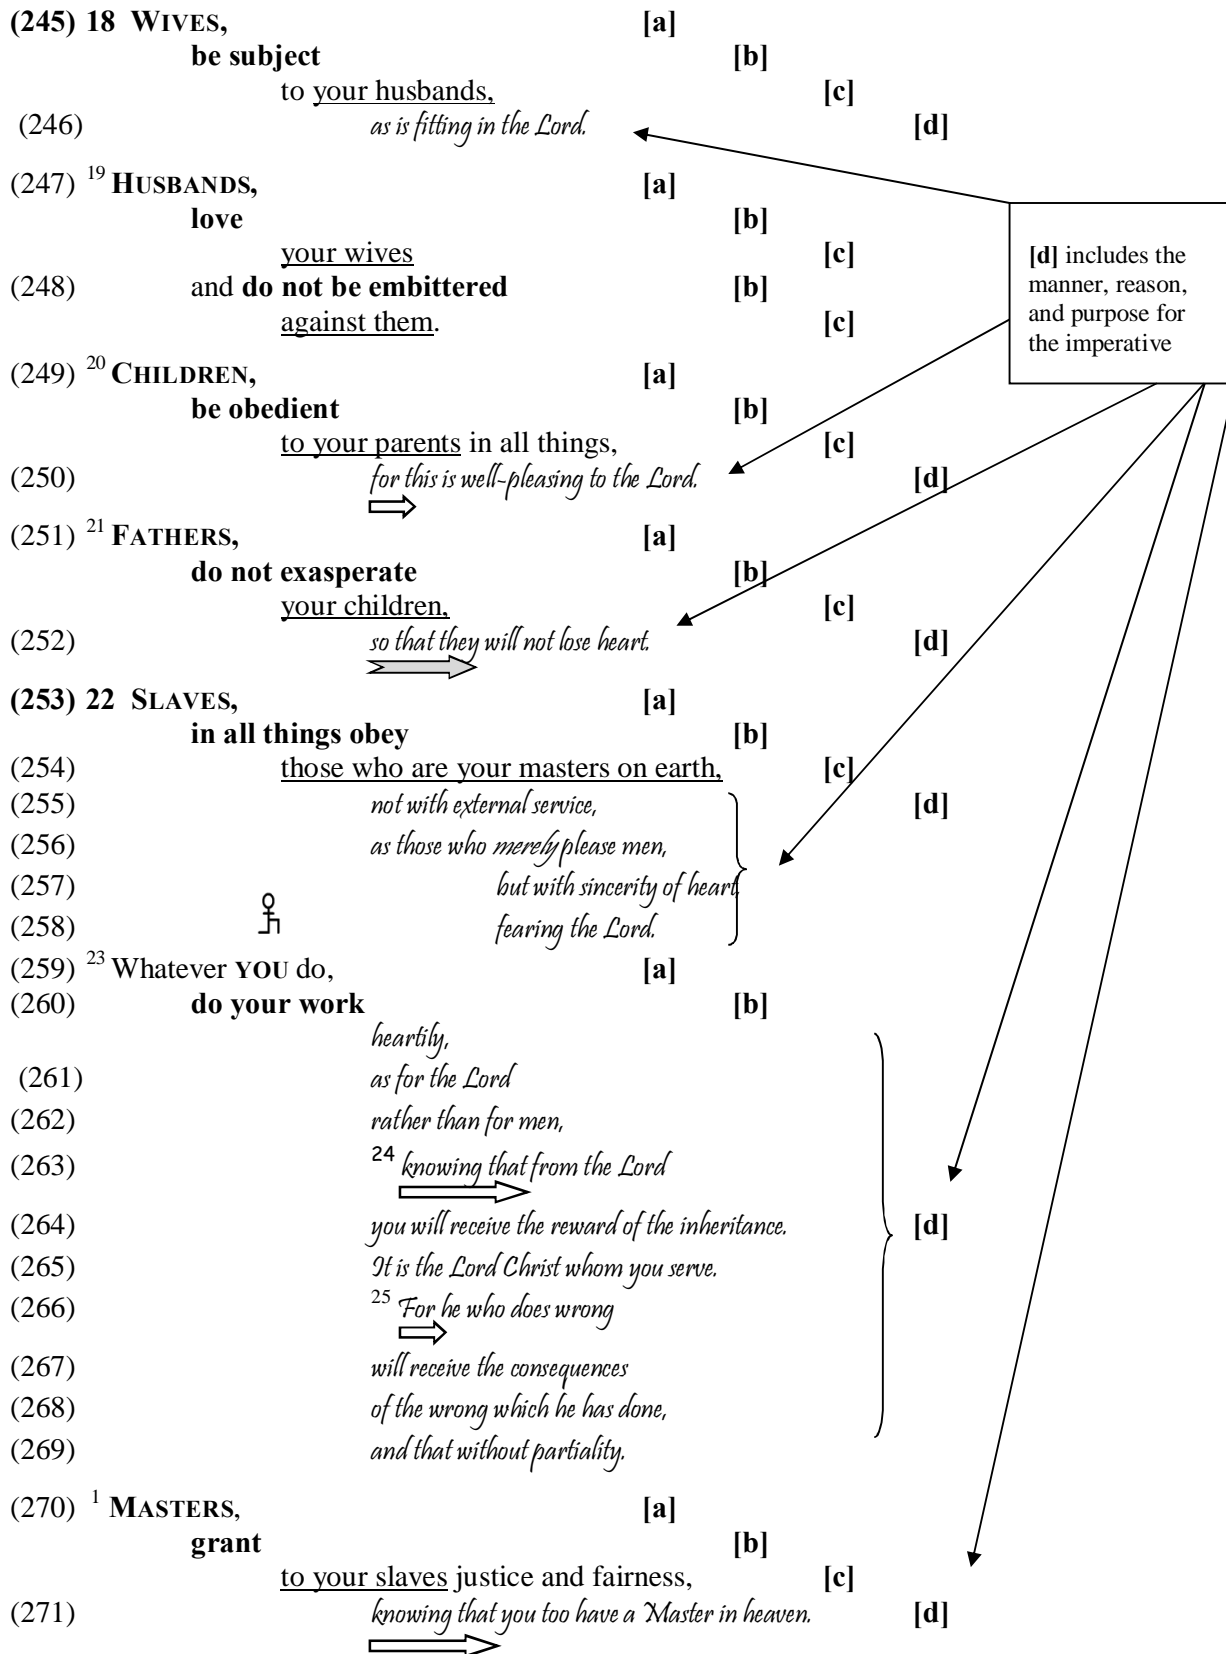 (245) 18 WIVES, [a]
be subject [b]
to your husbands, [c]
(246) as is fitting in the Lord. [d]
(247) 19 HUSBANDS, [a]
love [b]
your wives [c]
(248) and do not be embittered [b]
against them. [c]
[d] includes the
manner, reason,
and purpose for
the imperative
(249) 20 CHILDREN, [a]
be obedient [b]
to your parents in all things, [c]
(250) for this is well-pleasing to the Lord. [d]
(251) 21 FATHERS, [a]
do not exasperate [b]
your children, [c]
(252) so that they will not lose heart. [d]
(253) 22 SLAVES, [a]
in all things obey [b]
(254) those who are your masters on earth, [c]
(255) not with external service, [d]
(256) as those who merely please men,
(257) but with sincerity of heart,
(258) fearing the Lord.
(259) 23 Whatever YOU do, [a]
(260) do your work [b]
heartily,
(261) as for the Lord
(262) rather than for men,
(263) 24 knowing that from the Lord
(264) you will receive the reward of the inheritance. [d]
(265) It is the Lord Christ whom you serve.
(266) 25 For he who does wrong
(267) will receive the consequences
(268) of the wrong which he has done,
(269) and that without partiality.
(270) 1 MASTERS, [a]
grant [b]
to your slaves justice and fairness, [c]
(271) knowing that you too have a Master in heaven. [d]